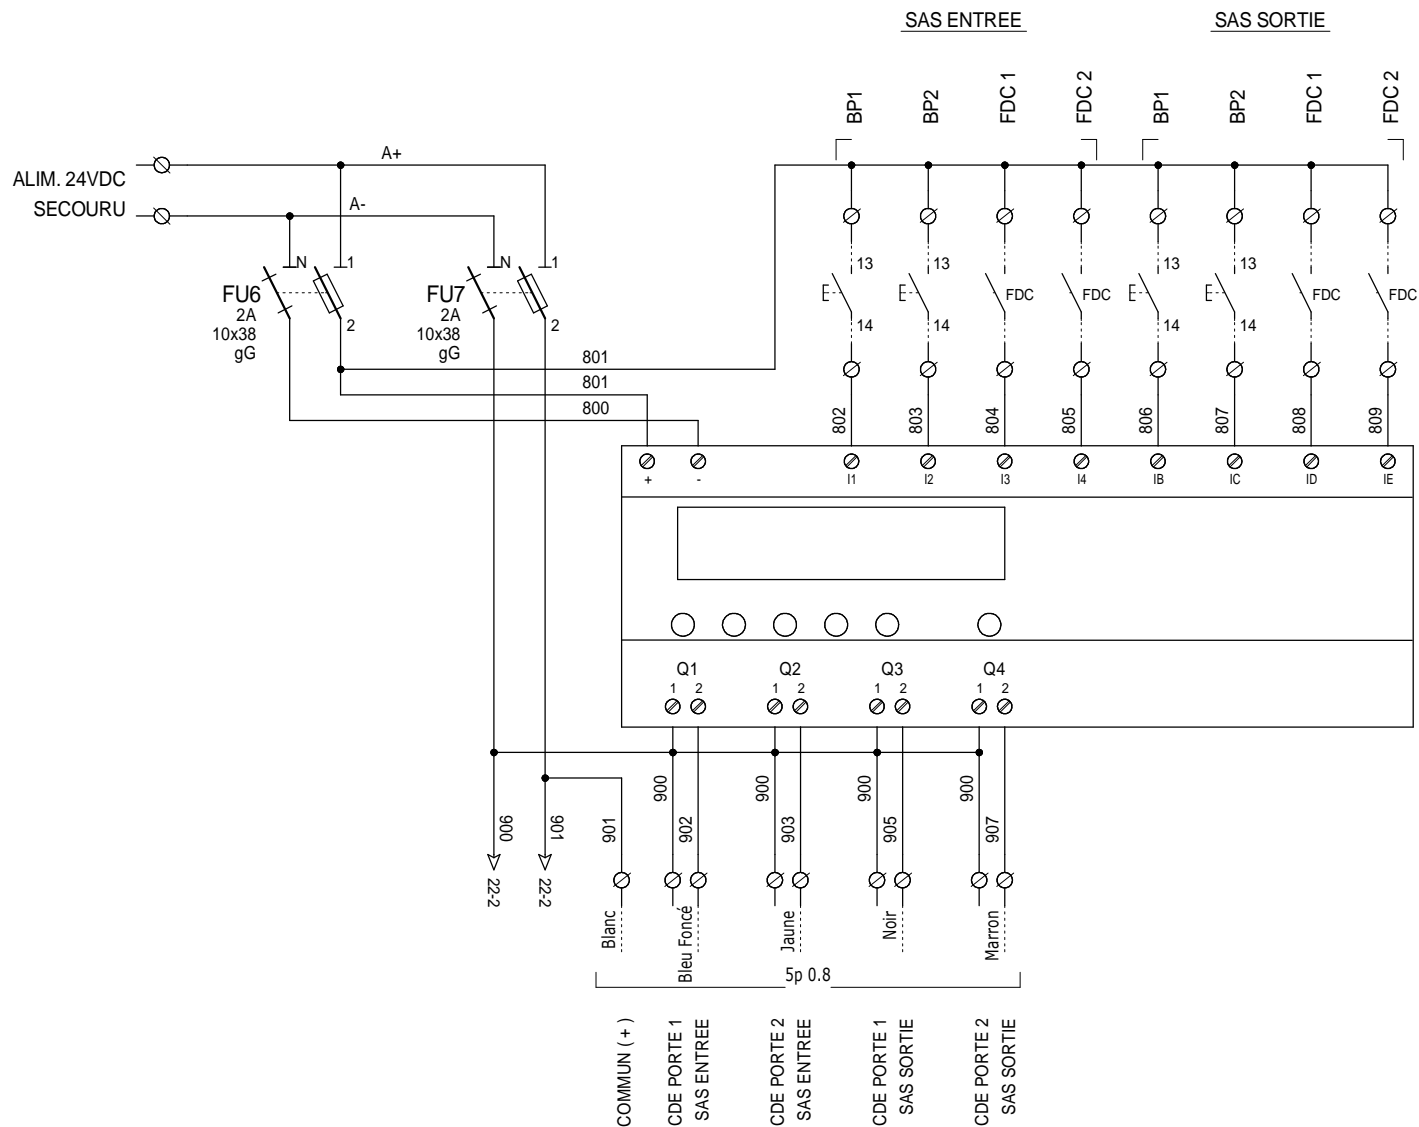 SAS ENTREE
SAS SORTIE
BP1
BP2
FDC 1
FDC 2
BP1
BP2
FDC 1
FDC 2
A+
ALIM. 24VDC
SECOURU
A-
N
1
N
1
FU6
2A
10x38
gG
2
FU7
2A
10x38
gG
2
13
14
13
14
FDC
FDC
13
14
13
14
FDC
FDC
801
801
800
802
803
804
805
806
807
808
809
+
-
I1
I2
I3
I4
IB
IC
ID
IE
Q1
Q2
Q3
Q4
1
2
1
2
1
2
1
2
900
901
901
900
902
900
903
900
905
900
907
22-2
22-2
Blanc
Bleu Foncé
Jaune
Noir
Marron
5p 0.8
COMMUN ( + )
CDE PORTE 1
SAS ENTREE
CDE PORTE 2
SAS ENTREE
CDE PORTE 1
SAS SORTIE
CDE PORTE 2
SAS SORTIE